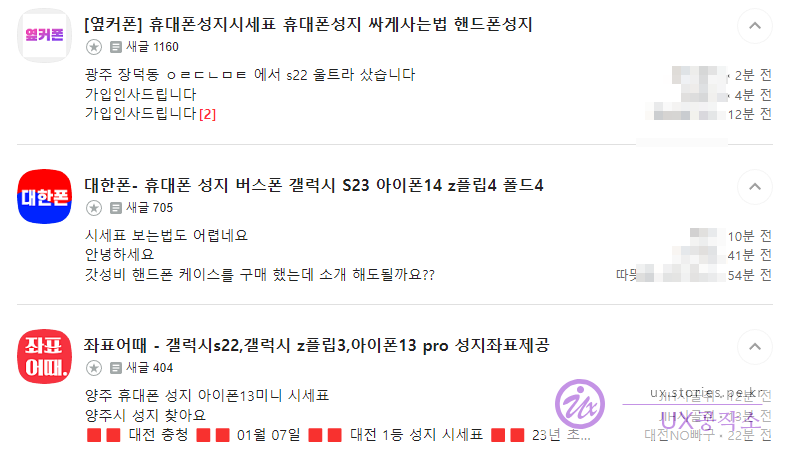 옆커폰
[옆커폰] 휴대폰성지시세표 휴대폰성지 싸게사는법 핸드폰성지
새글 1160
광주 장덕동 ㅇㄹㄷㄴㅁㅌ 에서 s22 울트라 샀습니다 2분 전
가입인사드립니다 4분 전
가입인사드립니다 [2] 12분 전
대한폰
대한폰- 휴대폰 성지 버스폰 갤럭시 S23 아이폰14 z플립4 폴드4
새글 705
시세표 보는법도 어렵네요 10분 전
안녕하세요 41분 전
갓성비 핸드폰 케이스를 구매 했는데 소개 해도될까요?? 54분 전
좌표
어때.
좌표어때 - 갤럭시s22,갤럭시 z플립3,아이폰13 pro 성지좌표제공
새글 404
양주 휴대폰 성지 아이폰13미니 시세표
양주시 성지 찾아요
대전 충청 01월 07일 대전 1등 성지 시세표 23년 초... 대전NO빠구 · 22분 전
Ux
ux.stories.pe.kr
UX공작소